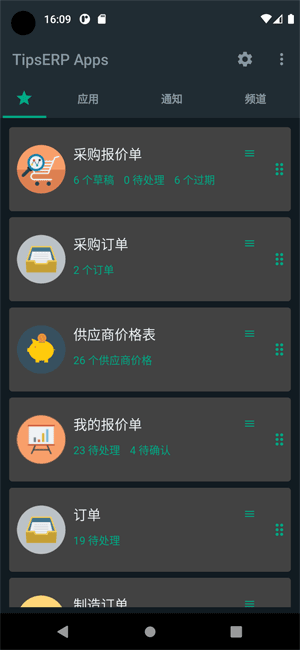 16:09
TipsERP Apps
应用 通知 频道
采购报价单
6 个草稿 0 待处理 6 个过期
采购订单
2 个订单
供应商价格表
26 个供应商价格
我的报价单
23 待处理 4 待确认
订单
19 待处理
制造订单